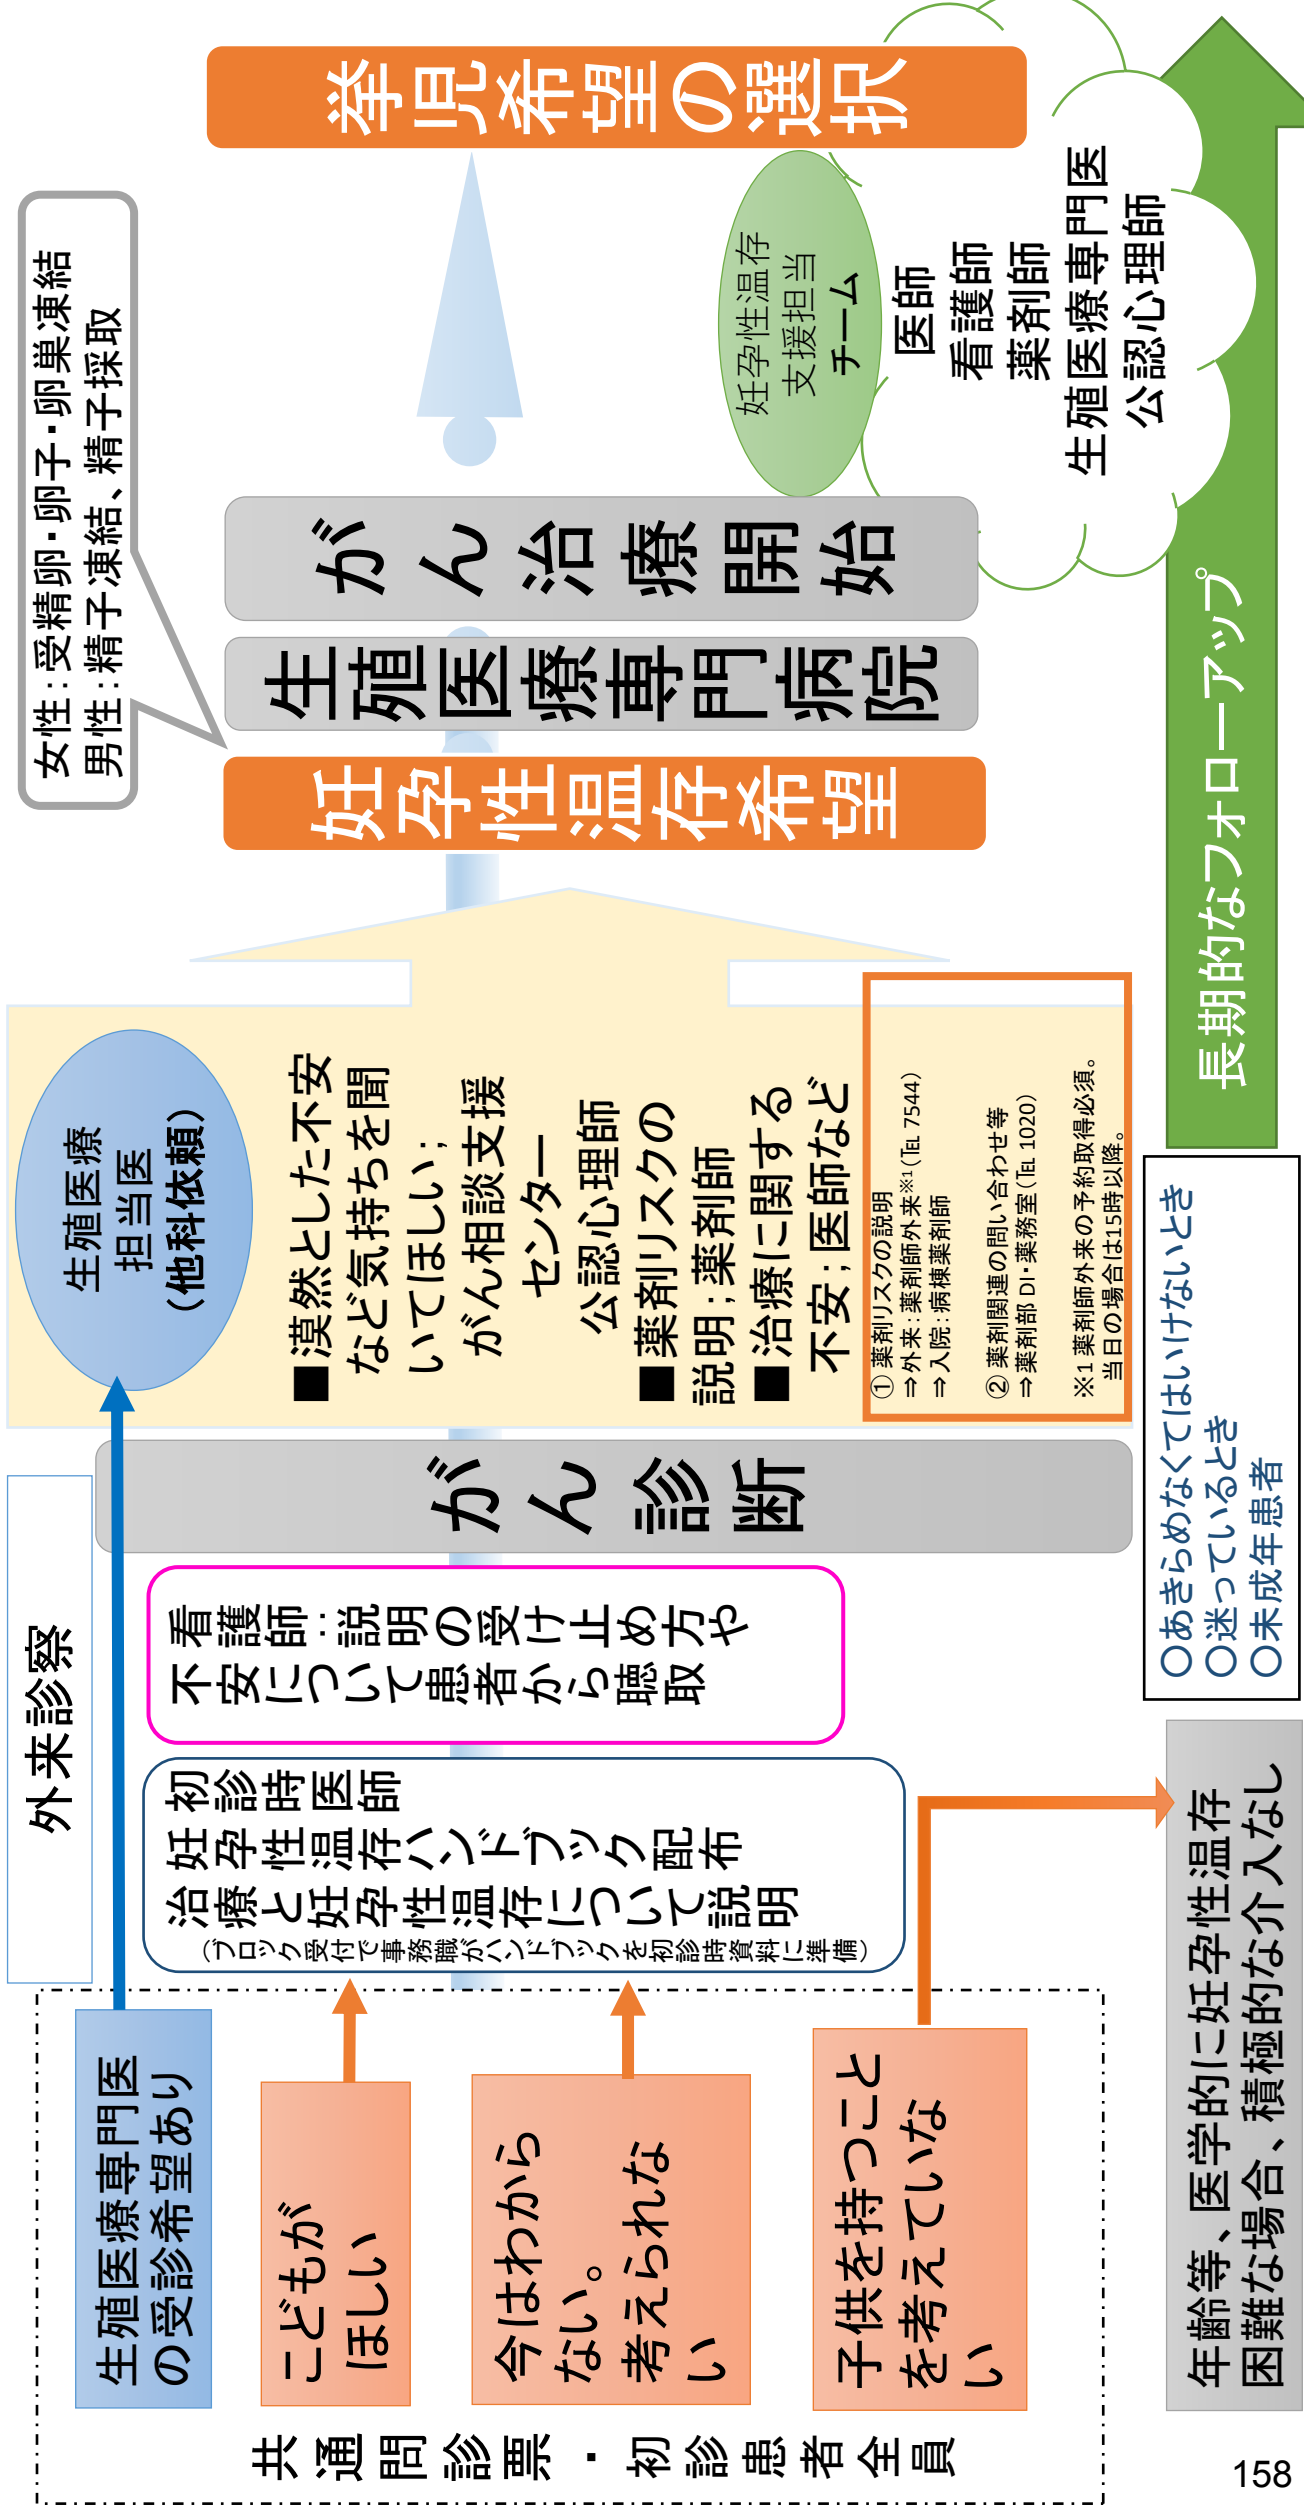 外来診察
共通問診票・初診患者全員
生殖医療専門医
の受診希望あり
こどもが
ほしい
今はわから
ない。
考えられな
い
子供を持つこと
を考えていな
い
初診時医師
妊孕性温存ハンドブック配布
治療と妊孕性温存について説明
（ブロック受付で事務職がハンドブックを初診時資料に準備）
看護師：説明の受け止め方や
不安について患者から聴取
がん診断
生殖医療
担当医
（他科依頼）
■漠然とした不安
など気持ちを聞
いてほしい；
がん相談支援
センター
公認心理師
■薬剤リスクの
説明；薬剤師
■治療に関する
不安；医師など
① 薬剤リスクの説明
⇒外来：薬剤師外来※1（℡ 7544）
⇒入院：病棟薬剤師
② 薬剤関連の問い合わせ等
⇒薬剤部 DI・薬務室（℡ 1020）
※1 薬剤師外来の予約取得必須。
当日の場合は15時以降。
妊孕性温存希望
生殖医療専門病院
がん治療開始
女性：受精卵・卵子・卵巣凍結
男性：精子凍結、精子採取
挙児希望の選択
妊孕性温存
支援担当
チーム
医師
看護師
薬剤師
生殖医療専門医
公認心理師
長期的なフォローアップ
年齢等、医学的に妊孕性温存
困難な場合、積極的な介入なし
○あきらめなくてはいけないとき
○迷っているとき
○未成年患者
158